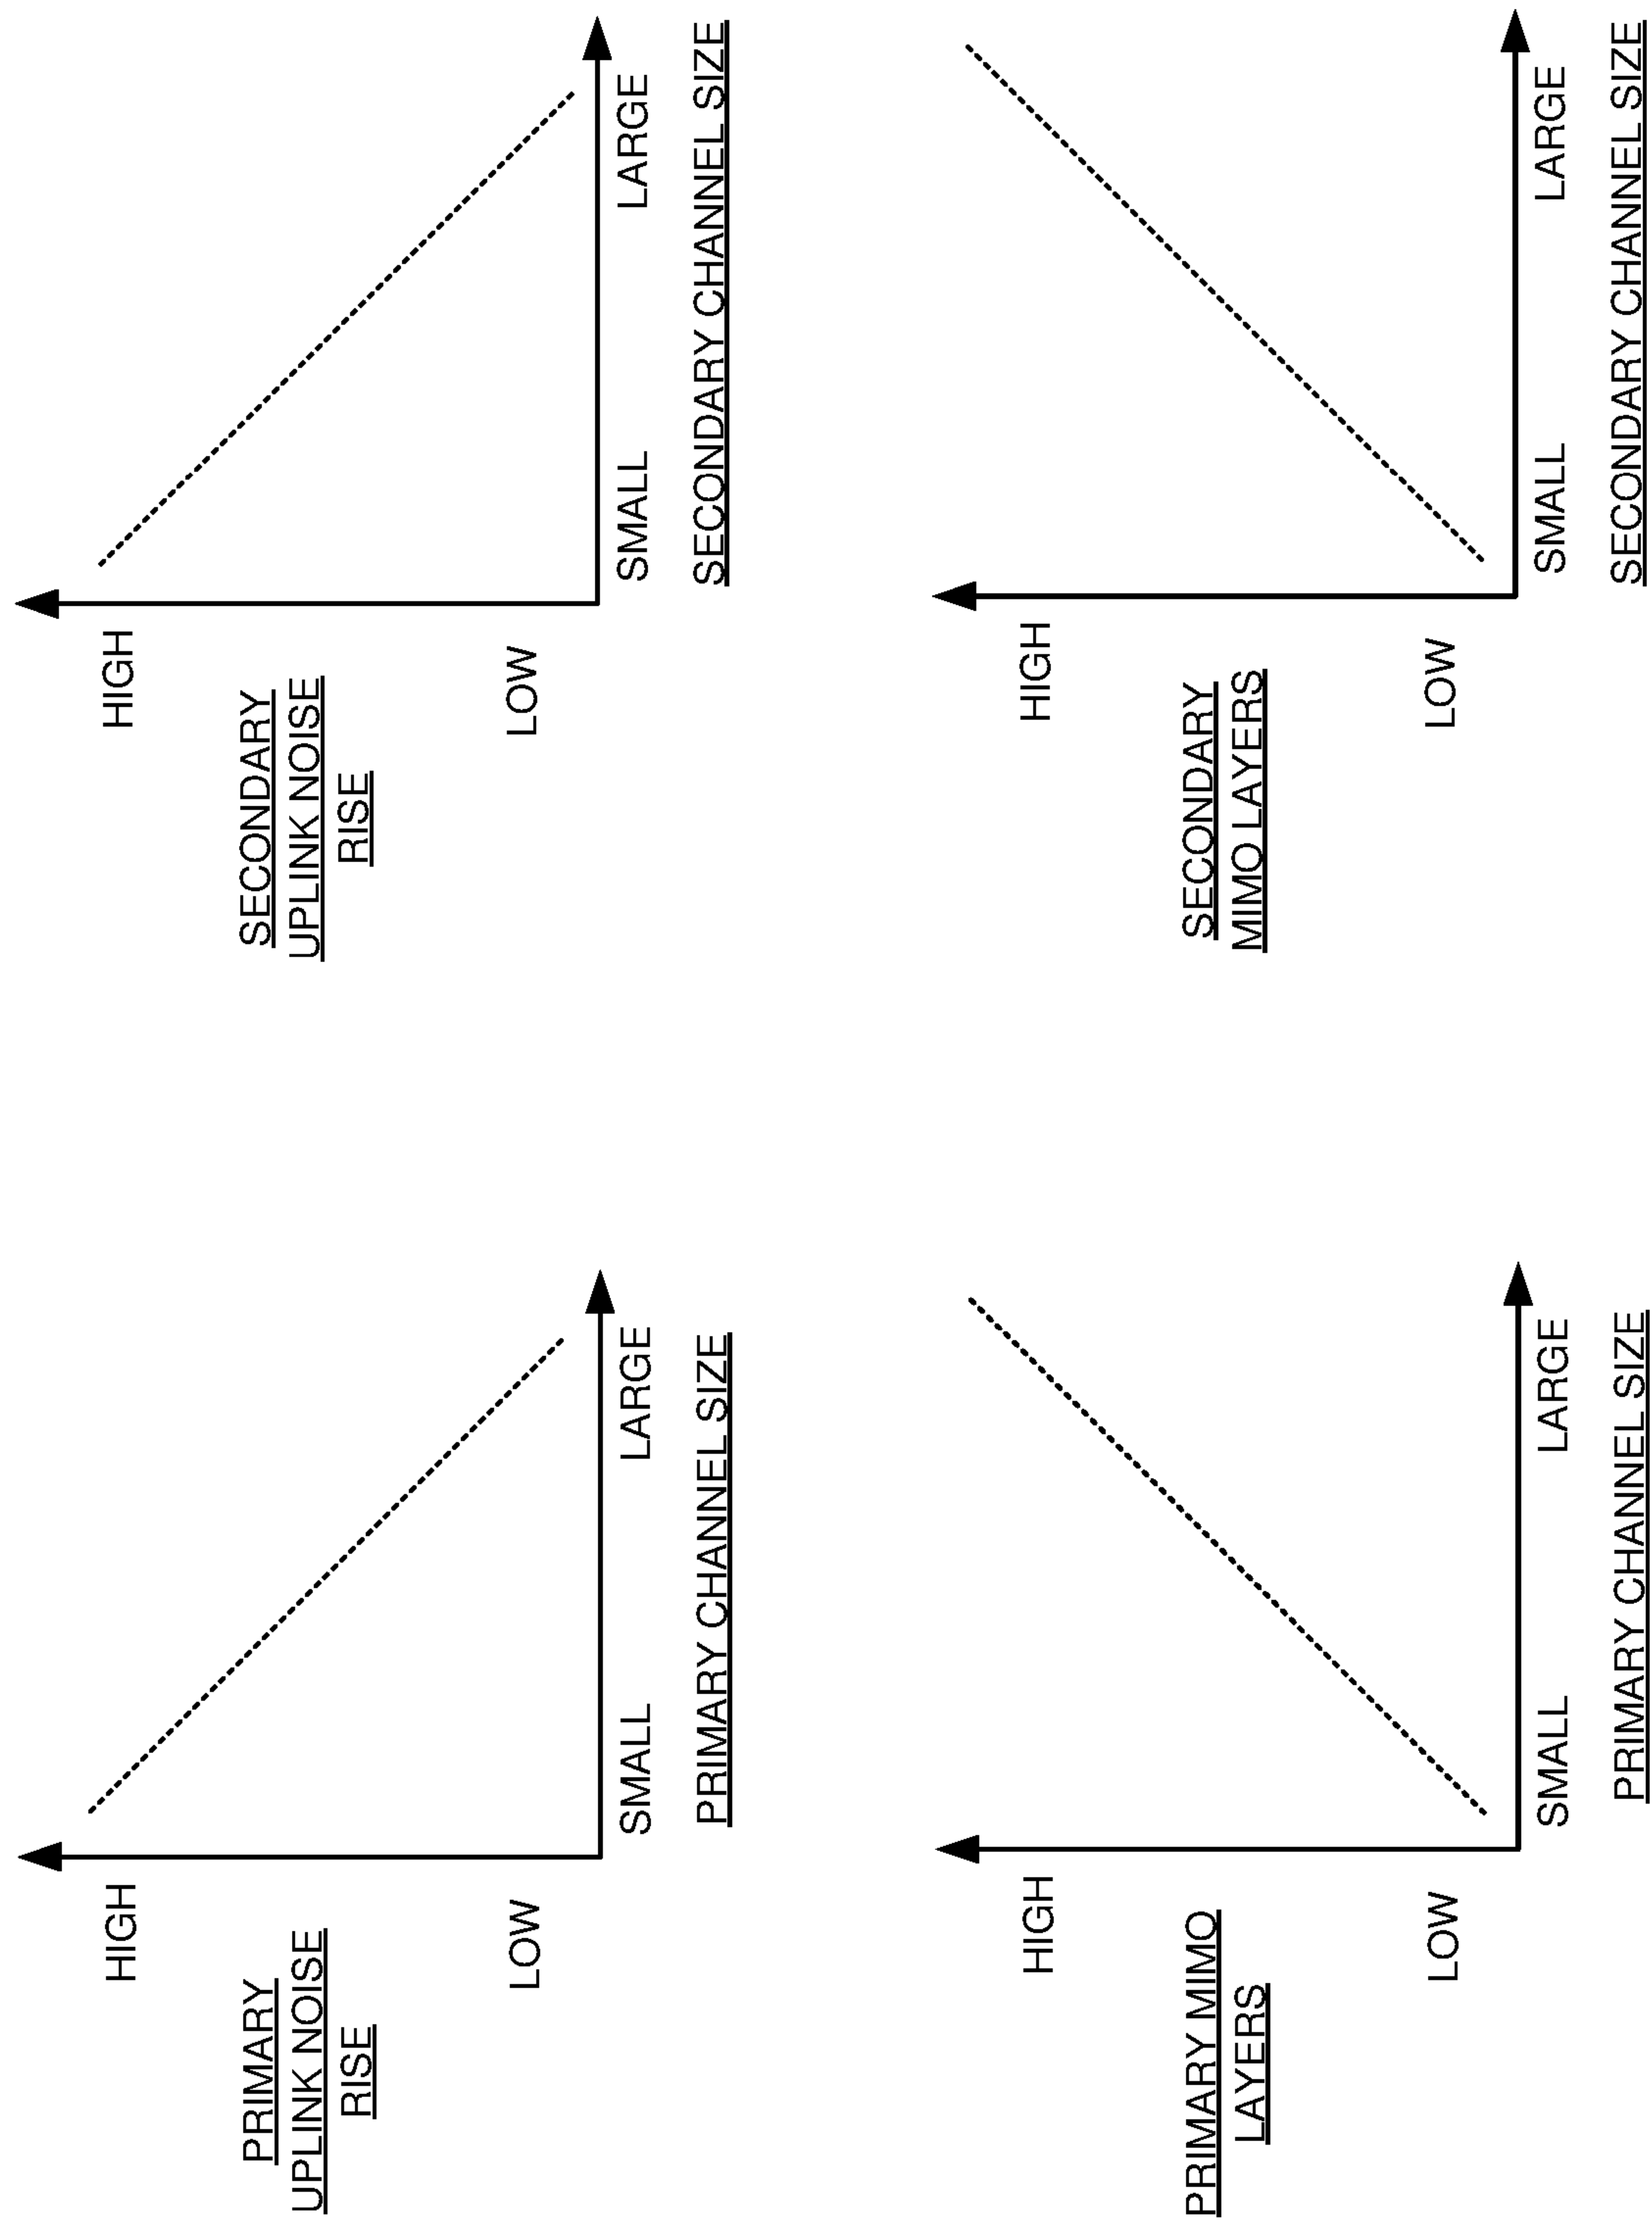 HIGH
PRIMARY
UPLINK NOISE
RISE
LOW
SMALL
LARGE
PRIMARY CHANNEL SIZE
HIGH
SECONDARY
UPLINK NOISE
RISE
LOW
SMALL
LARGE
SECONDARY CHANNEL SIZE
HIGH
PRIMARY MIMO
LAYERS
LOW
SMALL
LARGE
PRIMARY CHANNEL SIZE
HIGH
SECONDARY
MIMO LAYERS
LOW
SMALL
LARGE
SECONDARY CHANNEL SIZE